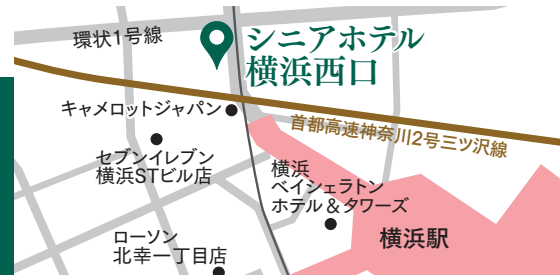 環状1号線
シニアホテル
横浜西口
キャメロットジャパン
首都高速神奈川2号三ツ沢線
セブンイレブン
横浜STビル店
横浜
ベイシェラトン
ホテル＆タワーズ
横浜駅
ローソン
北幸一丁目店